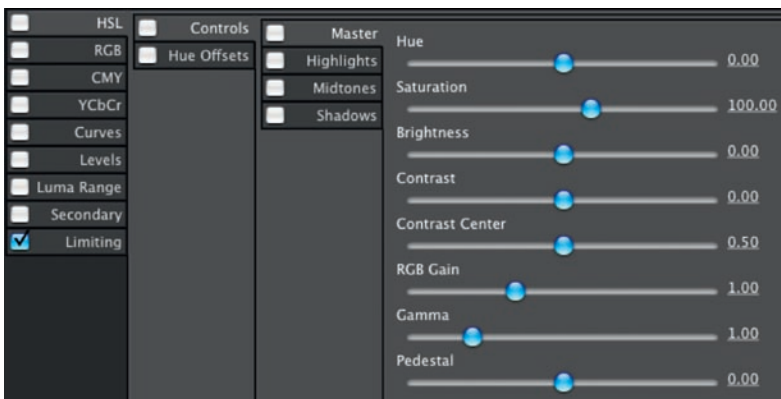 HSL
RGB
CMY
YCbCr
Curves
Levels
Luma Range
Secondary
Limiting
Controls
Hue Offsets
Master
Highlights
Midtones
Shadows
Hue
0.00
Saturation
100.00
Brightness
0.00
Contrast
0.00
Contrast Center
0.50
RGB Gain
1.00
Gamma
1.00
Pedestal
0.00